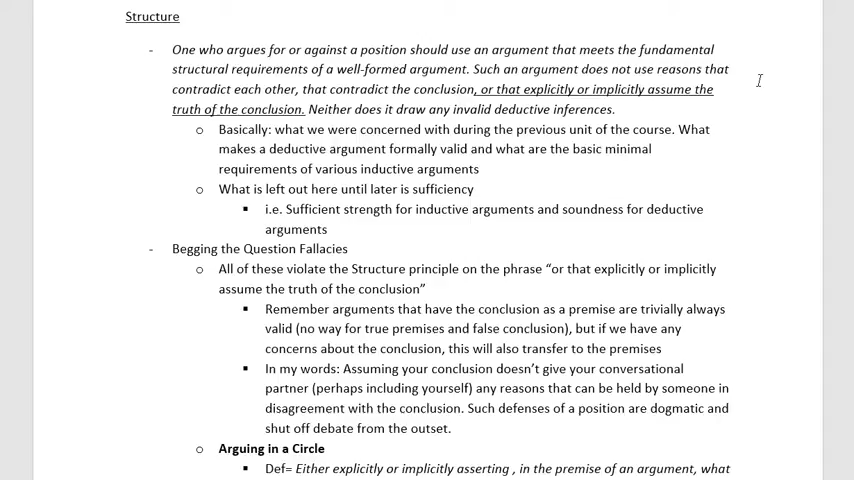 Structure
- One who argues for or against a position should use an argument that meets the fundamental
structural requirements of a well-formed argument. Such an argument does not use reasons that
contradict each other, that contradict the conclusion, or that explicitly or implicitly assume the
truth of the conclusion. Neither does it draw any invalid deductive inferences.
o Basically: what we were concerned with during the previous unit of the course. What
makes a deductive argument formally valid and what are the basic minimal
requirements of various inductive arguments
o What is left out here until later is sufficiency
▪ i.e. Sufficient strength for inductive arguments and soundness for deductive
arguments
- Begging the Question Fallacies
o All of these violate the Structure principle on the phrase “or that explicitly or implicitly
assume the truth of the conclusion”
▪ Remember arguments that have the conclusion as a premise are trivially always
valid (no way for true premises and false conclusion), but if we have any
concerns about the conclusion, this will also transfer to the premises
▪ In my words: Assuming your conclusion doesn’t give your conversational
partner (perhaps including yourself) any reasons that can be held by someone in
disagreement with the conclusion. Such defenses of a position are dogmatic and
shut off debate from the outset.
o Arguing in a Circle
▪ Def= Either explicitly or implicitly asserting , in the premise of an argument, what